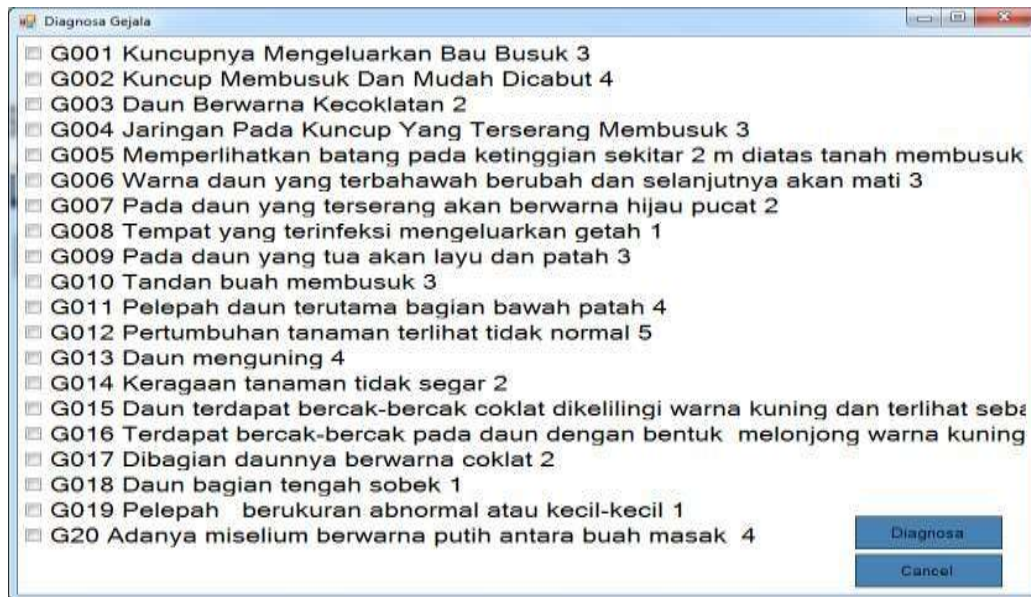 Diagnosa Gejala
G001 Kuncupnya Mengeluarkan Bau Busuk 3
G002 Kuncup Membusuk Dan Mudah Dicabut 4
G003 Daun Berwarna Kecoklatan 2
G004 Jaringan Pada Kuncup Yang Terserang Membusuk 3
G005 Memperlihatkan batang pada ketinggian sekitar 2 m diatas tanah membusuk
G006 Warna daun yang terbahawah berubah dan selanjutnya akan mati 3
G007 Pada daun yang terserang akan berwarna hijau pucat 2
G008 Tempat yang terinfeksi mengeluarkan getah 1
G009 Pada daun yang tua akan layu dan patah 3
G010 Tandan buah membusuk 3
G011 Pelepah daun terutama bagian bawah patah 4
G012 Pertumbuhan tanaman terlihat tidak normal 5
G013 Daun menguning 4
G014 Keragaan tanaman tidak segar 2
G015 Daun terdapat bercak-bercak coklat dikelilingi warna kuning dan terlihat seba
G016 Terdapat bercak-bercak pada daun dengan bentuk melonjong warna kuning
G017 Dibagian daunnya berwarna coklat 2
G018 Daun bagian tengah sobek 1
G019 Pelepah berukuran abnormal atau kecil-kecil 1
G20 Adanya miselium berwarna putih antara buah masak 4
Diagnosa
Cancel